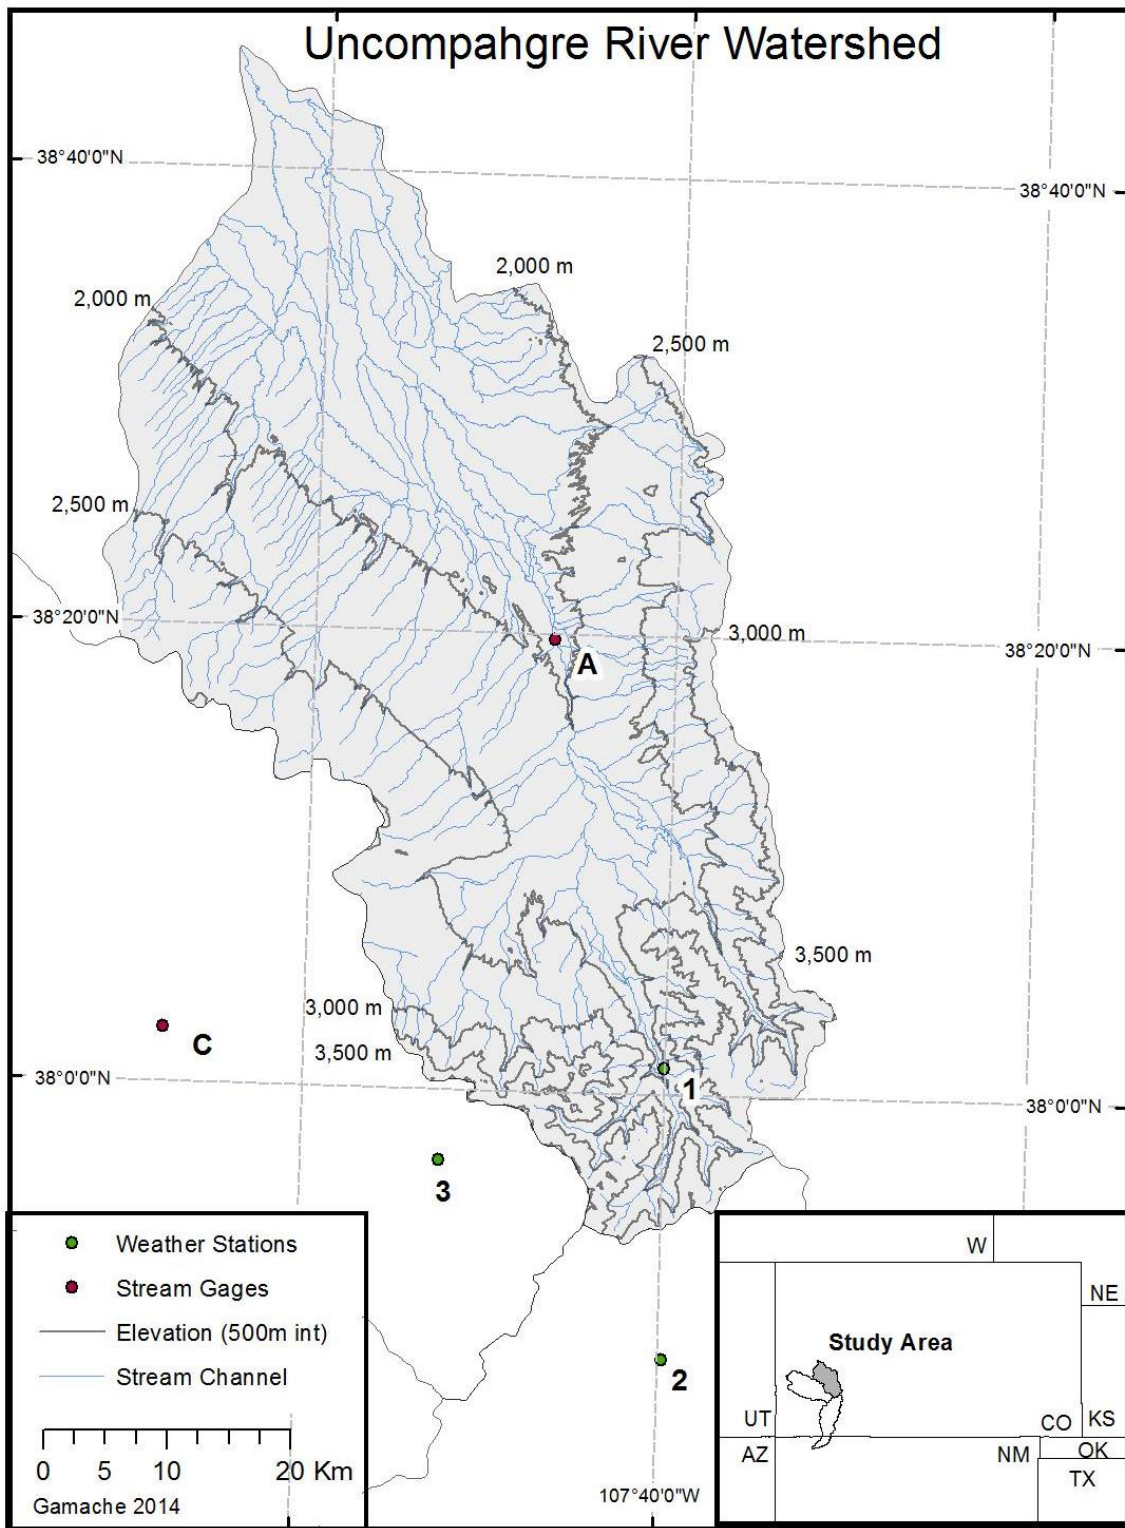 Uncompahgre River Watershed
38°40'0"N
38°40'0"N
2,000 m
2,000 m
2,500 m
2,500 m
38°20'0"N
3,000 m
38°20'0"N
A
3,500 m
3,000 m
C
3,500 m
38°0'0"N
1
38°0'0"N
3
Weather Stations
Stream Gages
Elevation (500m int)
Stream Channel
0 5 10 20 Km
Gamache 2014
2
107°40'0"W
W
NE
Study Area
UT
CO
KS
AZ
NM
OK
TX